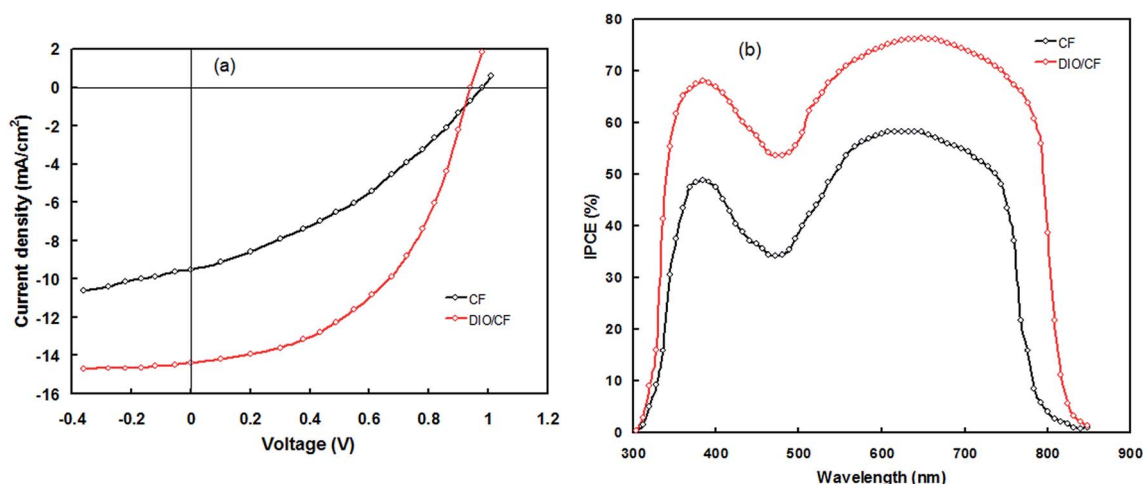 (a)
2
0
-2
-4
-6
-8
-10
-12
-14
-16
-0.4 -0.2 0 0.2 0.4 0.6 0.8 1 1.2
Voltage (V)
Current density (mA/cm²)
CF
DIO/CF
(b)
CF
DIO/CF
80
70
60
50
40
30
20
10
0
300 400 500 600 700 800 900
Wavelength (nm)
IPCE (%)